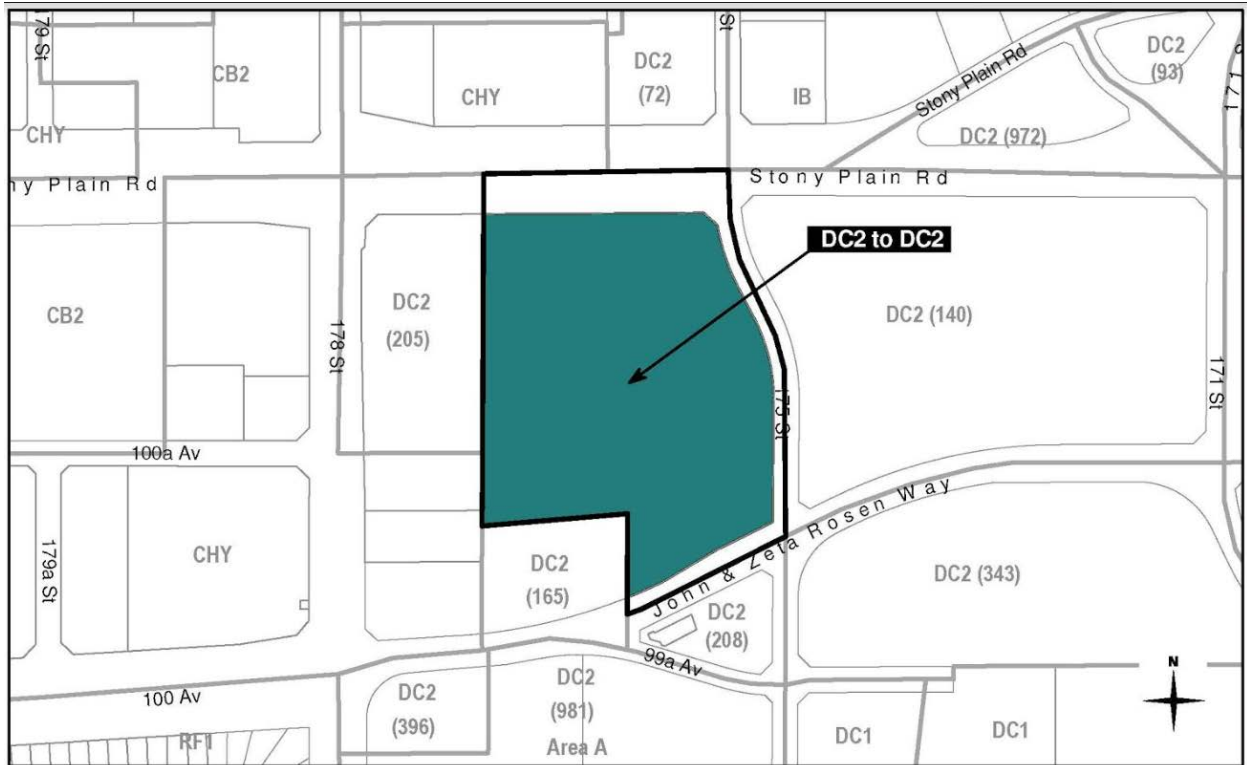 179 St
CB2
CHY
CHY
DC2
(72)
St
IB
Stony Plain Rd
DC2
(93)
171 S
DC2 (972)
ny Plain Rd
Stony Plain Rd
DC2 to DC2
CB2
178 St
DC2
(205)
DC2 (140)
175 St
171 St
100a Av
179a St
CHY
DC2
(165)
John & Zeta Rosen Way
DC2
(208)
DC2 (343)
99a Av
100 Av
RF1
DC2
(396)
DC2
(981)
Area A
DC1
DC1
N